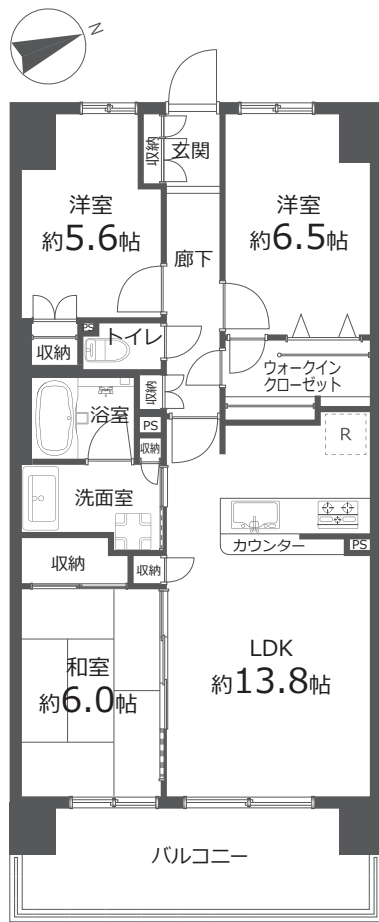 N
収納
玄関
洋室
約5.6帖
洋室
約6.5帖
廊下
トイレ
収納
ウォークイン
クローゼット
収納
浴室
PS
収納
R
洗面室
カウンター
PS
収納
収納
和室
約6.0帖
LDK
約13.8帖
バルコニー